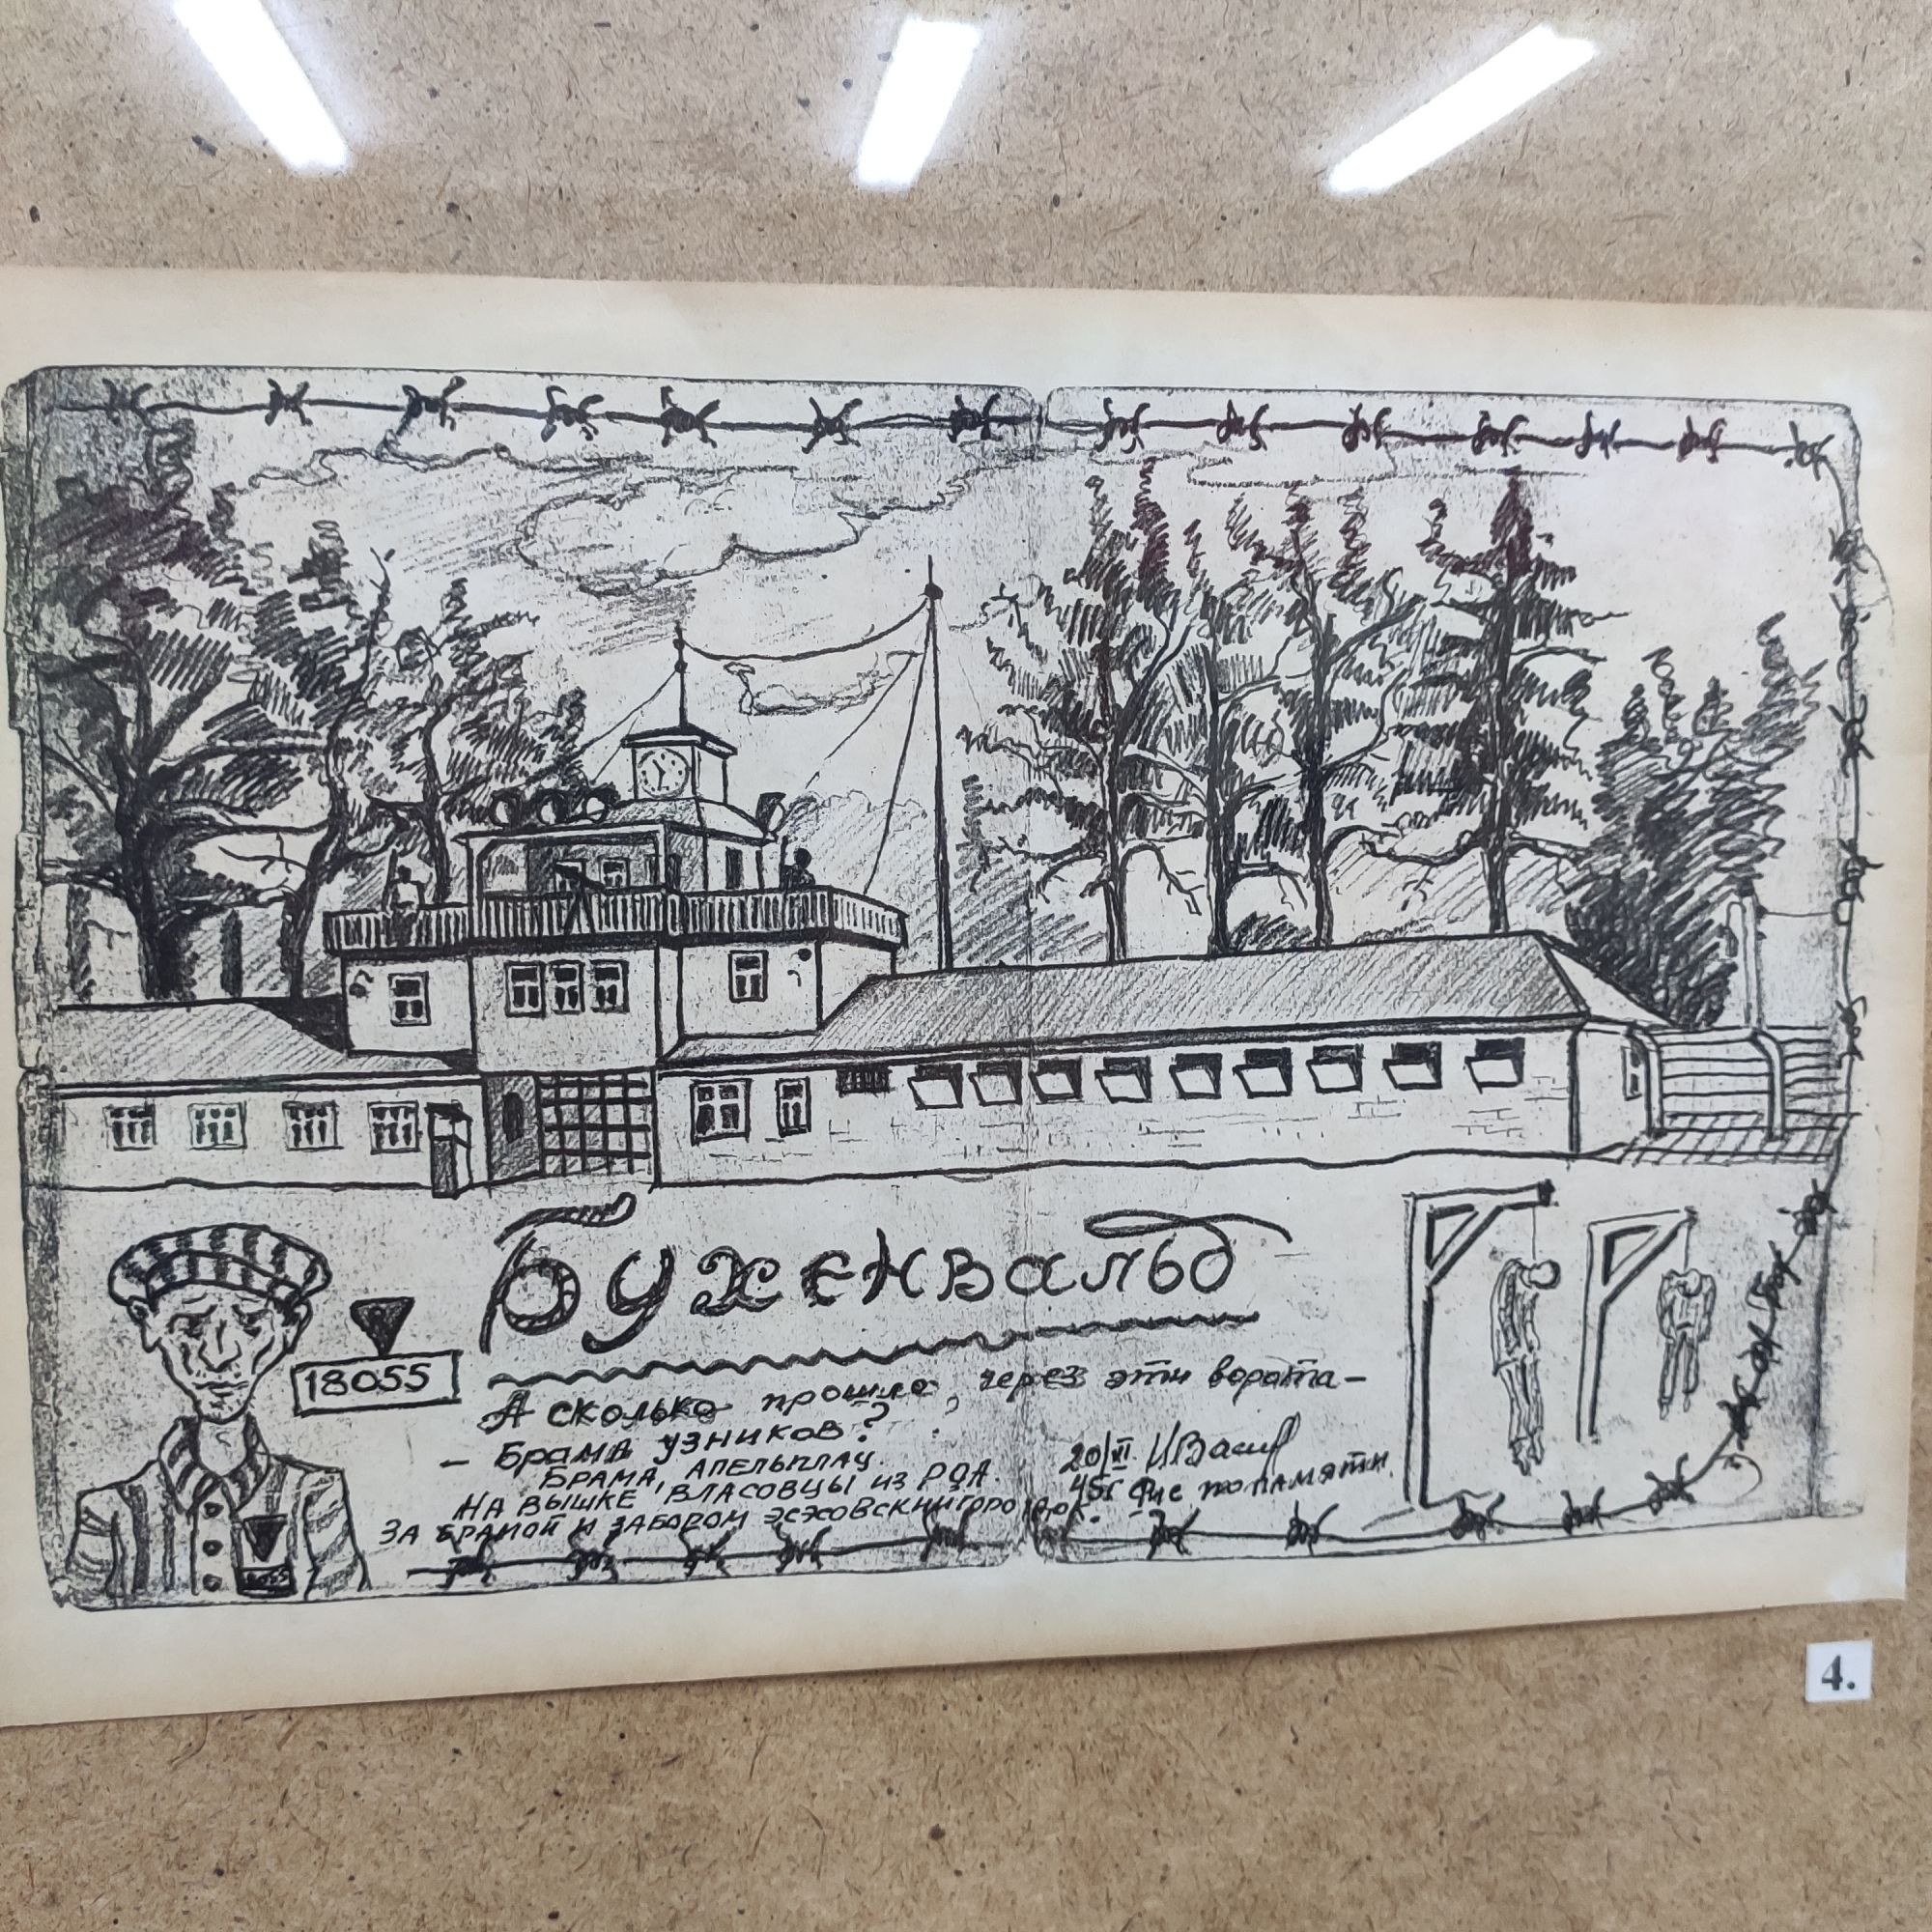 Бухенвальд
18055
А сколько прошло, через эти ворота –
– Брама узников?
Брама, апельплац.
На вышке власовцы из РОА.
За брамой и забором эсэсовский городок.
20/VI
45г Рис по памяти.
4.